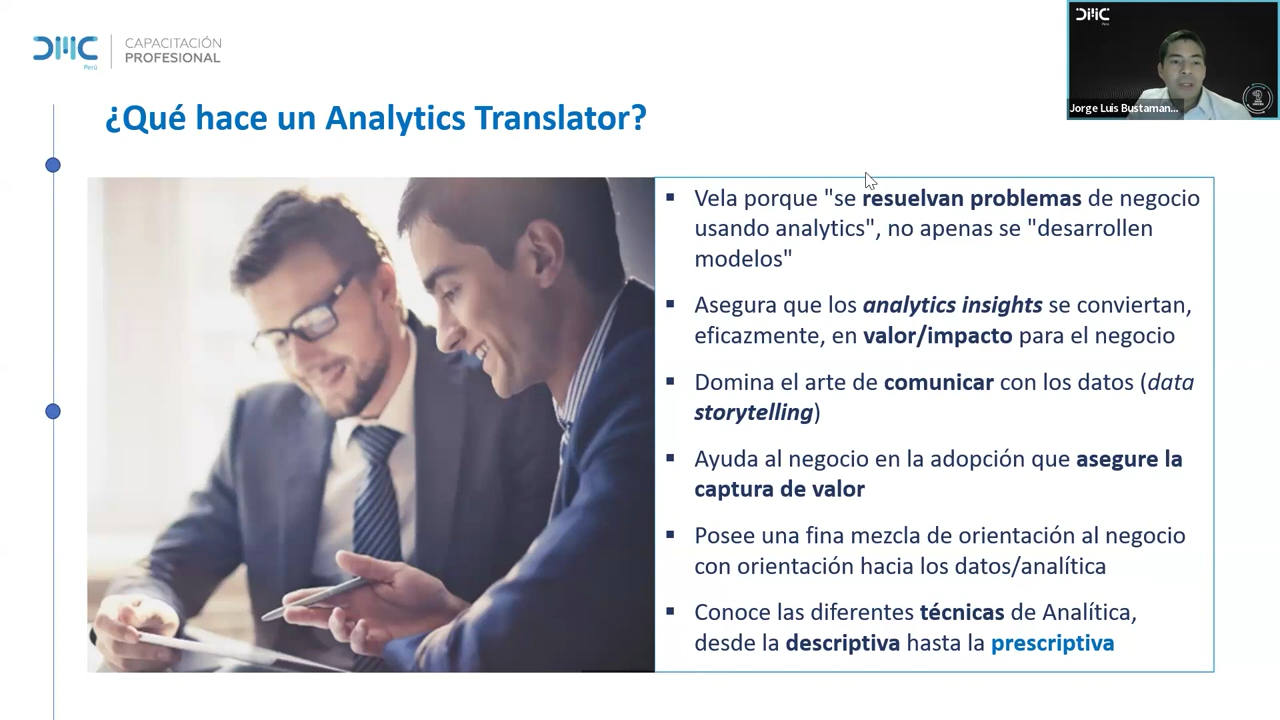 DMC
Perú
CAPACITACIÓN
PROFESIONAL
DMC
Perú
Jorge Luis Bustaman...
¿Qué hace un Analytics Translator?
▪ Vela porque "se resuelvan problemas de negocio
usando analytics", no apenas se "desarrollen
modelos"
▪ Asegura que los analytics insights se conviertan,
eficazmente, en valor/impacto para el negocio
▪ Domina el arte de comunicar con los datos (data
storytelling)
▪ Ayuda al negocio en la adopción que asegure la
captura de valor
▪ Posee una fina mezcla de orientación al negocio
con orientación hacia los datos/analítica
▪ Conoce las diferentes técnicas de Analítica,
desde la descriptiva hasta la prescriptiva